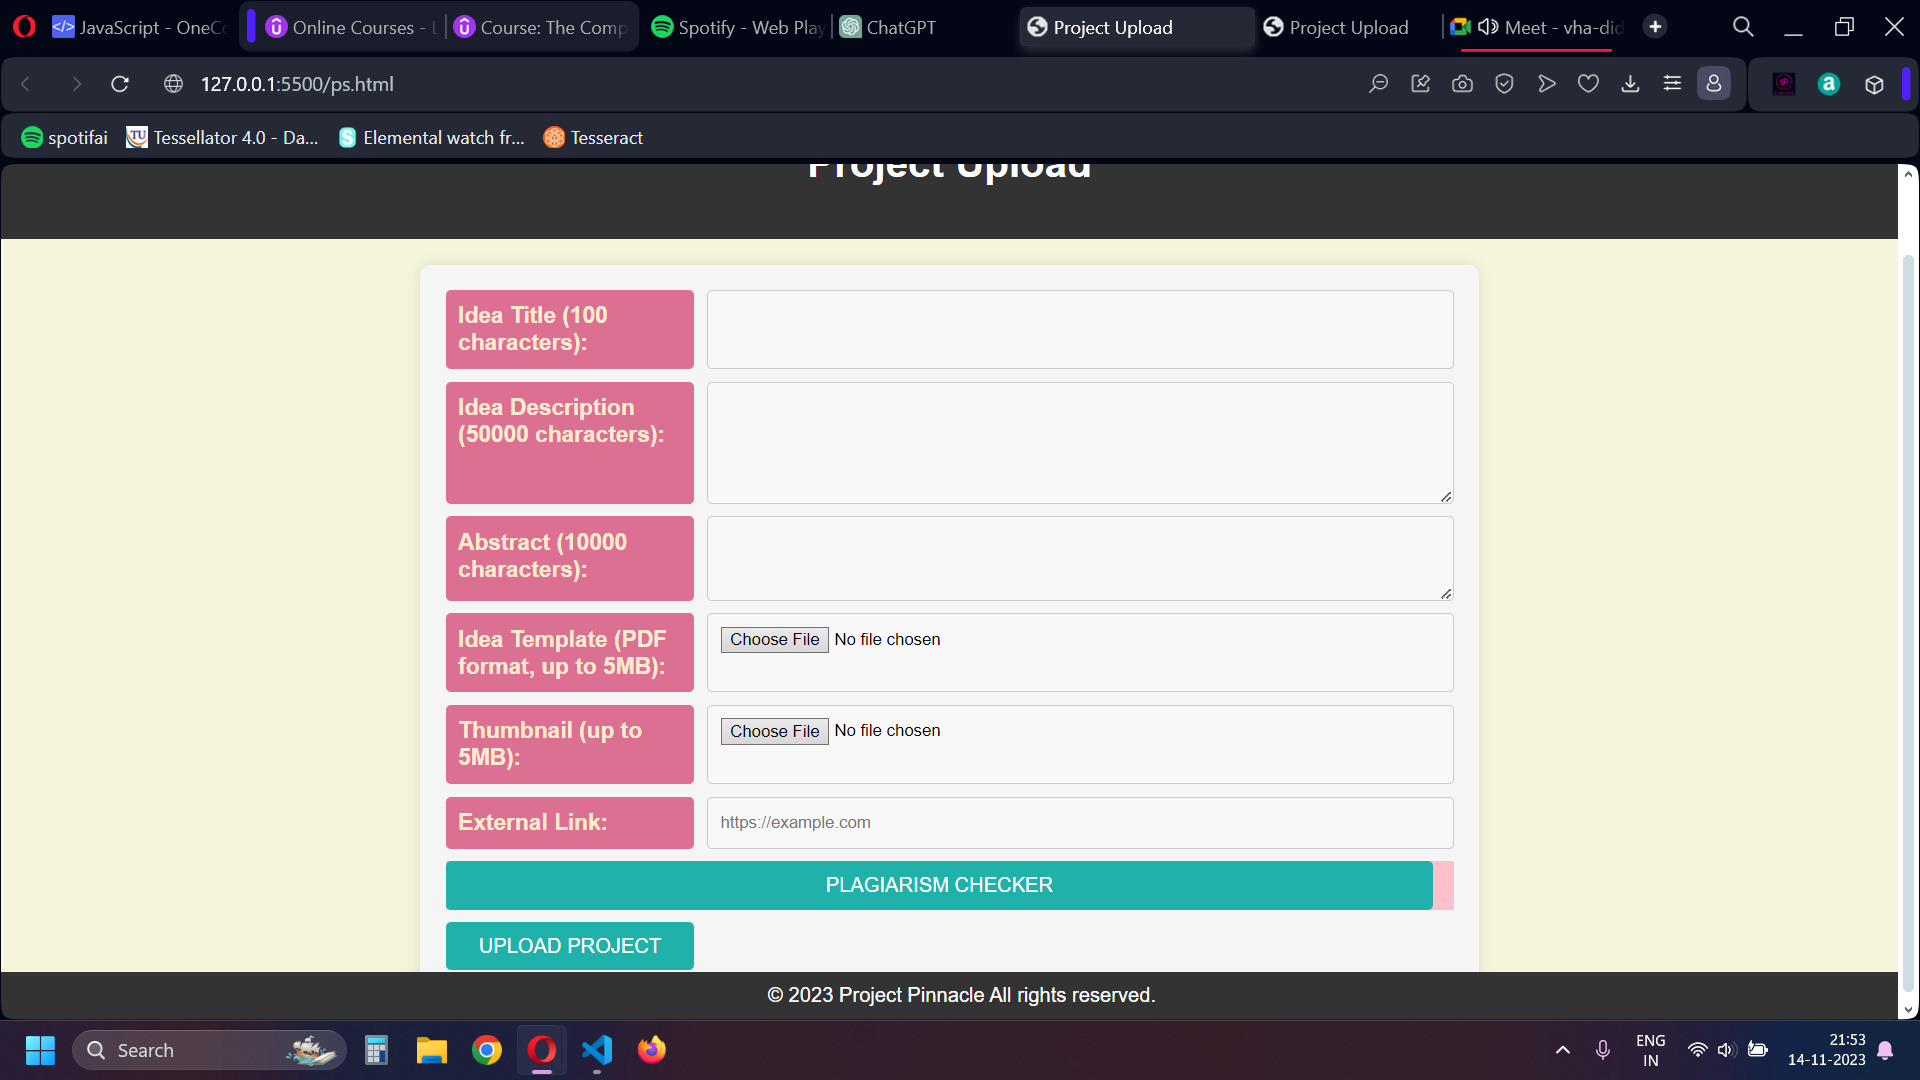 JavaScript - OneCo
Online Courses - L
Course: The Comp
Spotify - Web Play
ChatGPT
Project Upload
Project Upload
Meet - vha-did
127.0.0.1:5500/ps.html
spotifai
Tessellator 4.0 - Da...
Elemental watch fr...
Tesseract
Project Upload
Idea Title (100
characters):
Idea Description
(50000 characters):
Abstract (10000
characters):
Idea Template (PDF
format, up to 5MB):
Choose File No file chosen
Thumbnail (up to
5MB):
Choose File No file chosen
External Link:
https://example.com
PLAGIARISM CHECKER
UPLOAD PROJECT
© 2023 Project Pinnacle All rights reserved.
Search
ENG
IN
21:53
14-11-2023